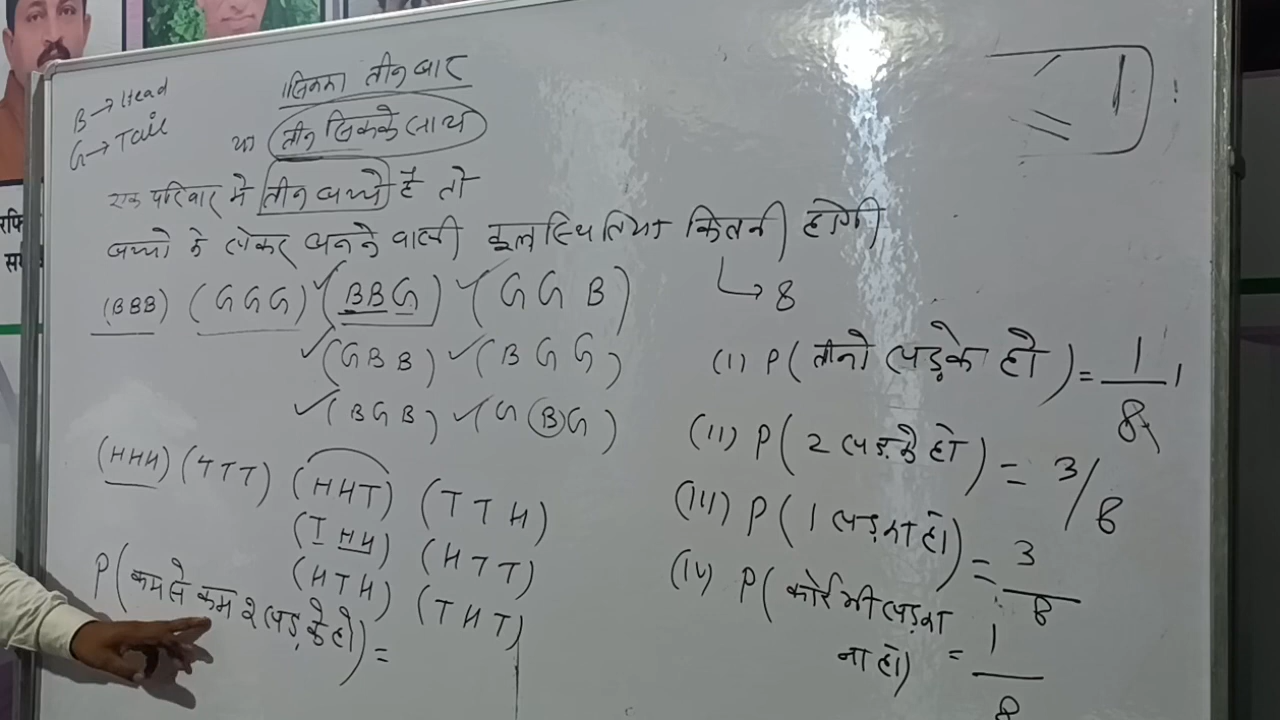 B→Head
G→Tail
सिक्का तीन बार
या तीन सिक्के साथ
एक परिवार मे तीन बच्चे है तो
बच्चो को लेकर बनने वाली कुल स्थितिया कितनी होगी
↳ 8
(BBB) (GGG) ✓(BBG) ✓(GGB)
✓(GBB) ✓(BGG)
✓(BGB) ✓(GBG)
(HHH) (TTT) (HHT) (TTH)
(THH) (HTT)
(HTH) (THT)
P(कम से कम 2 लड़के हो) =
(I) P(तीनो लड़के हो) = 1/8
(II) P(2 लड़के हो) = 3/8
(III) P(1 लड़का हो) = 3/8
(IV) P(कोई भी लड़का
ना हो) = 1/8